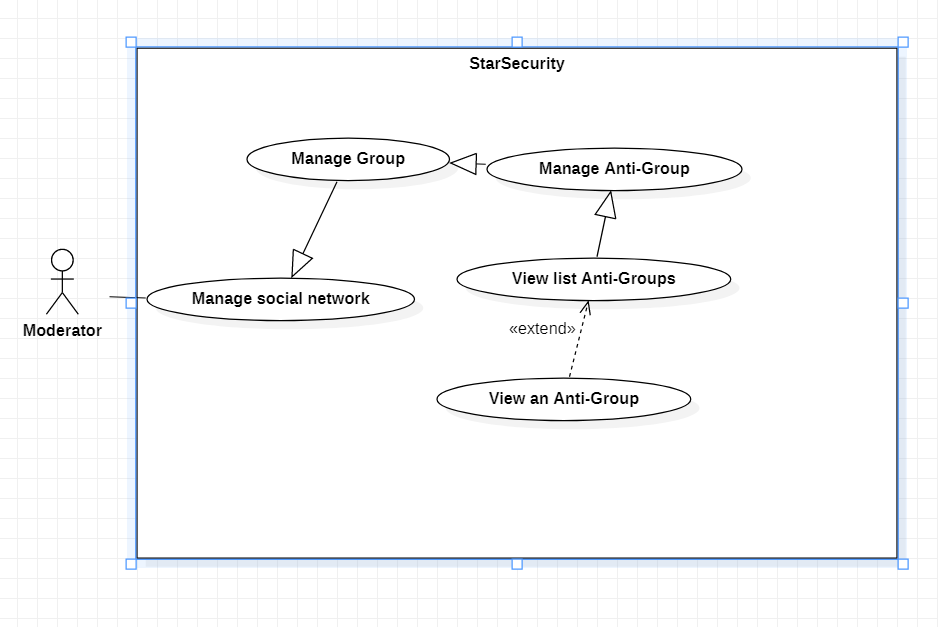 StarSecurity
Manage Group
Manage Anti-Group
View list Anti-Groups
Manage social network
Moderator
«extend»
View an Anti-Group